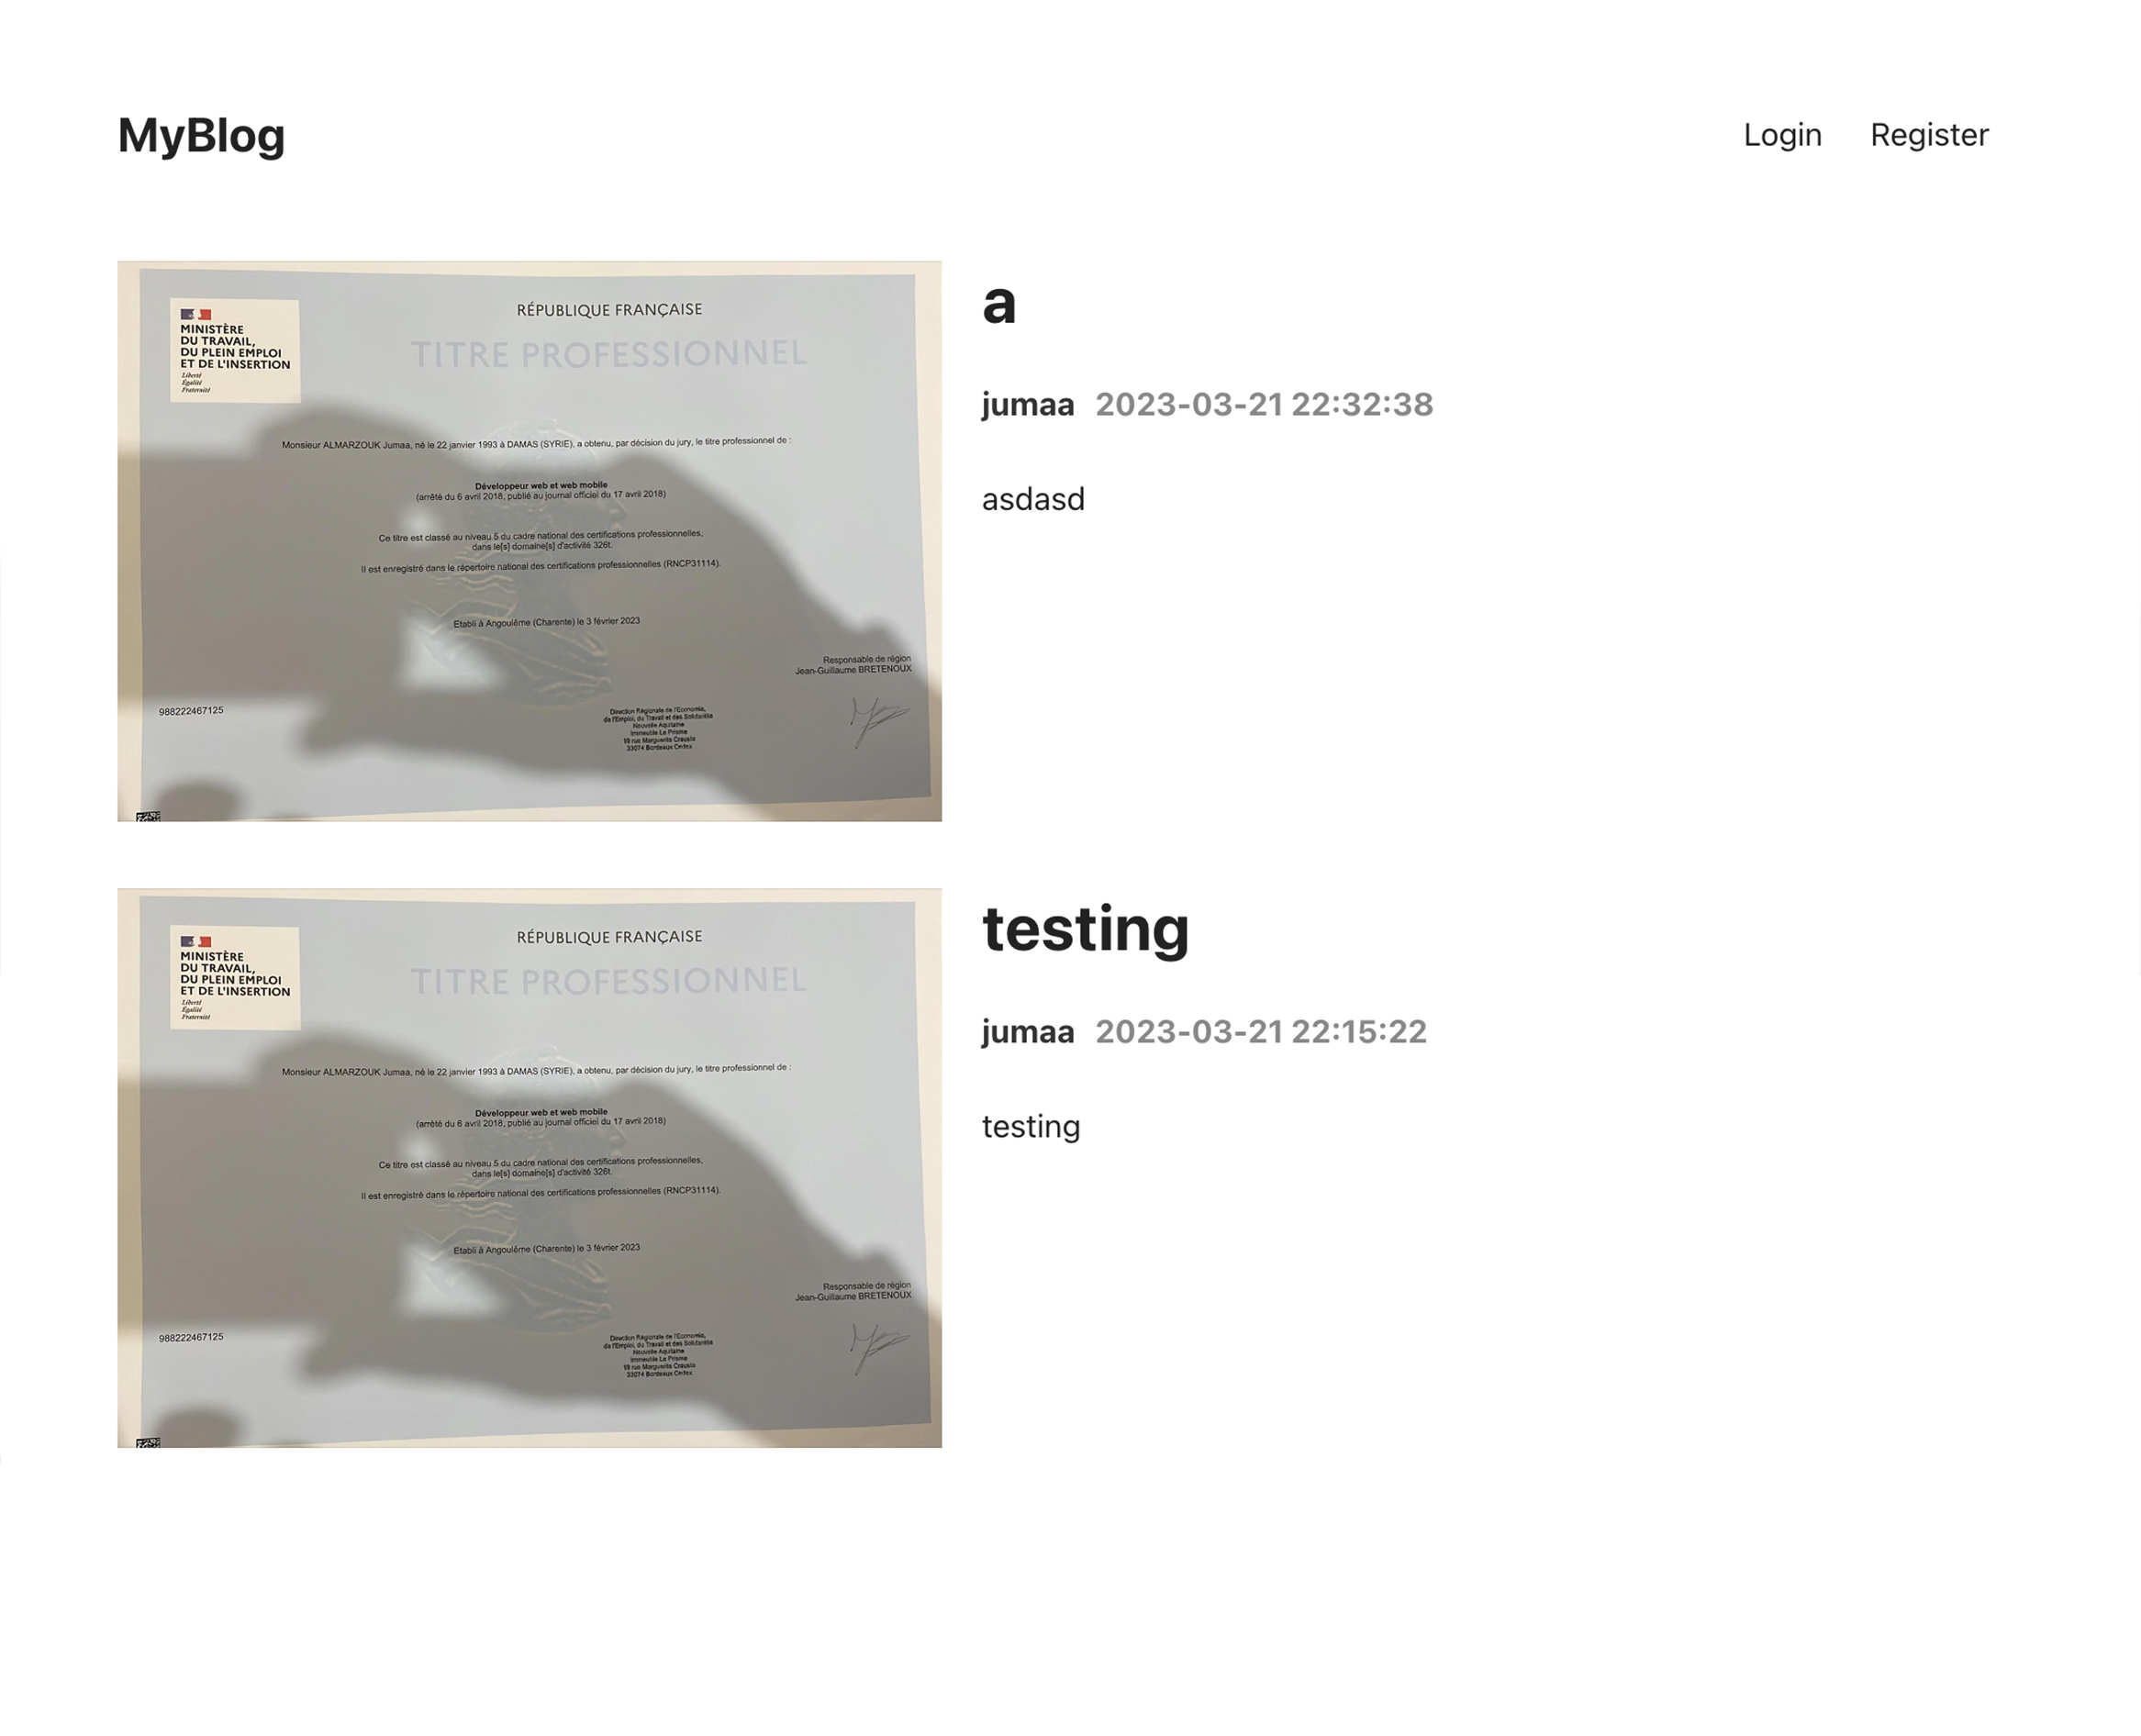 MyBlog
Login Register
RÉPUBLIQUE FRANÇAISE
TITRE PROFESSIONNEL
MINISTÈRE
DU TRAVAIL,
DU PLEIN EMPLOI
ET DE L'INSERTION
Liberté
Égalité
Fraternité
Monsieur ALMARZOUK Jumaa, né le 22 janvier 1993 à DAMAS (SYRIE), a obtenu, par décision du jury, le titre professionnel de :
Développeur web et web mobile
(arrêté du 6 avril 2018, publié au journal officiel du 17 avril 2018)
Ce titre est classé au niveau 5 du cadre national des certifications professionnelles,
dans le[s] domaine[s] d'activité 326t.
Il est enregistré dans le répertoire national des certifications professionnelles (RNCP31114).
Etabli à Angoulême (Charente) le 3 février 2023
Responsable de région
Jean-Guillaume BRETENOUX
988222467125
Direction Régionale de l'Economie,
de l'Emploi, du Travail et des Solidarités
Nouvelle Aquitaine
Immeuble Le Prisme
19 rue Marguerite Crauste
33074 Bordeaux Cedex
a
jumaa 2023-03-21 22:32:38
asdasd
RÉPUBLIQUE FRANÇAISE
TITRE PROFESSIONNEL
MINISTÈRE
DU TRAVAIL,
DU PLEIN EMPLOI
ET DE L'INSERTION
Liberté
Égalité
Fraternité
Monsieur ALMARZOUK Jumaa, né le 22 janvier 1993 à DAMAS (SYRIE), a obtenu, par décision du jury, le titre professionnel de :
Développeur web et web mobile
(arrêté du 6 avril 2018, publié au journal officiel du 17 avril 2018)
Ce titre est classé au niveau 5 du cadre national des certifications professionnelles,
dans le[s] domaine[s] d'activité 326t.
Il est enregistré dans le répertoire national des certifications professionnelles (RNCP31114).
Etabli à Angoulême (Charente) le 3 février 2023
Responsable de région
Jean-Guillaume BRETENOUX
988222467125
Direction Régionale de l'Economie,
de l'Emploi, du Travail et des Solidarités
Nouvelle Aquitaine
Immeuble Le Prisme
19 rue Marguerite Crauste
33074 Bordeaux Cedex
testing
jumaa 2023-03-21 22:15:22
testing